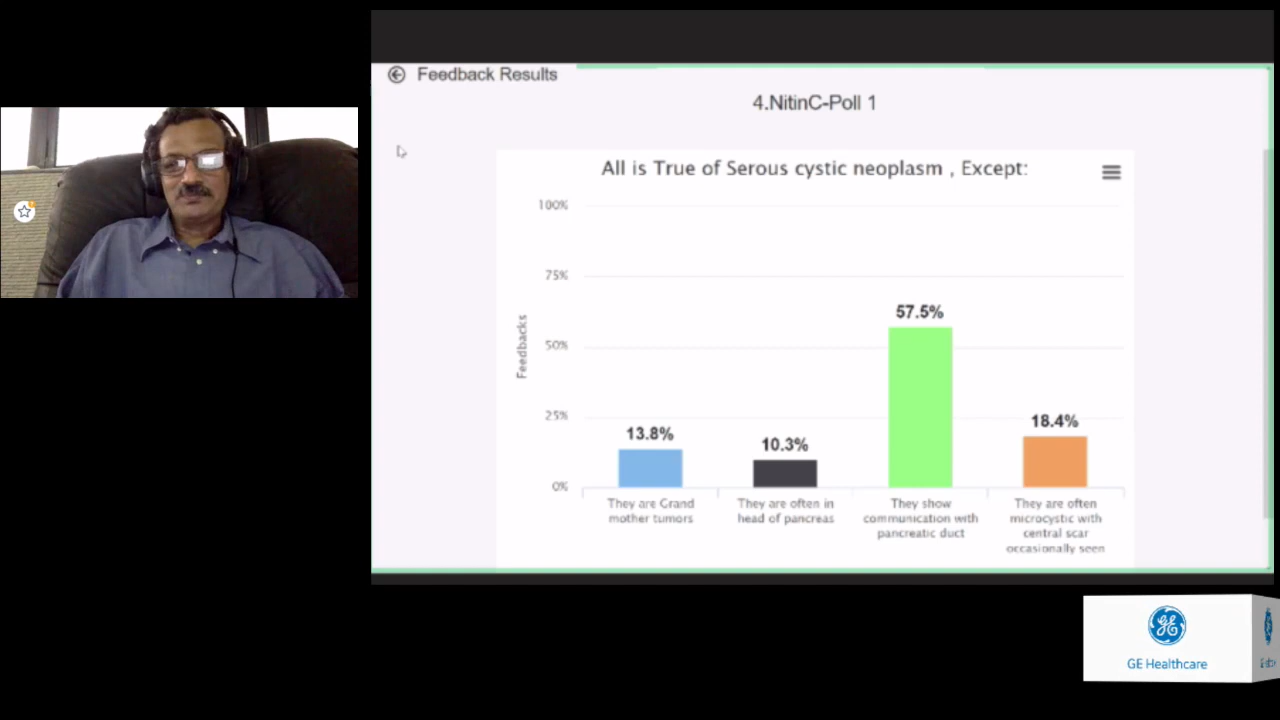 Feedback Results
4.NitinC-Poll 1
All is True of Serous cystic neoplasm , Except:
100%
75%
50%
25%
0%
Feedbacks
13.8%
10.3%
57.5%
18.4%
They are Grand
mother tumors
They are often in
head of pancreas
They show
communication with
pancreatic duct
They are often
microcystic with
central scar
occasionally seen
GE
GE Healthcare